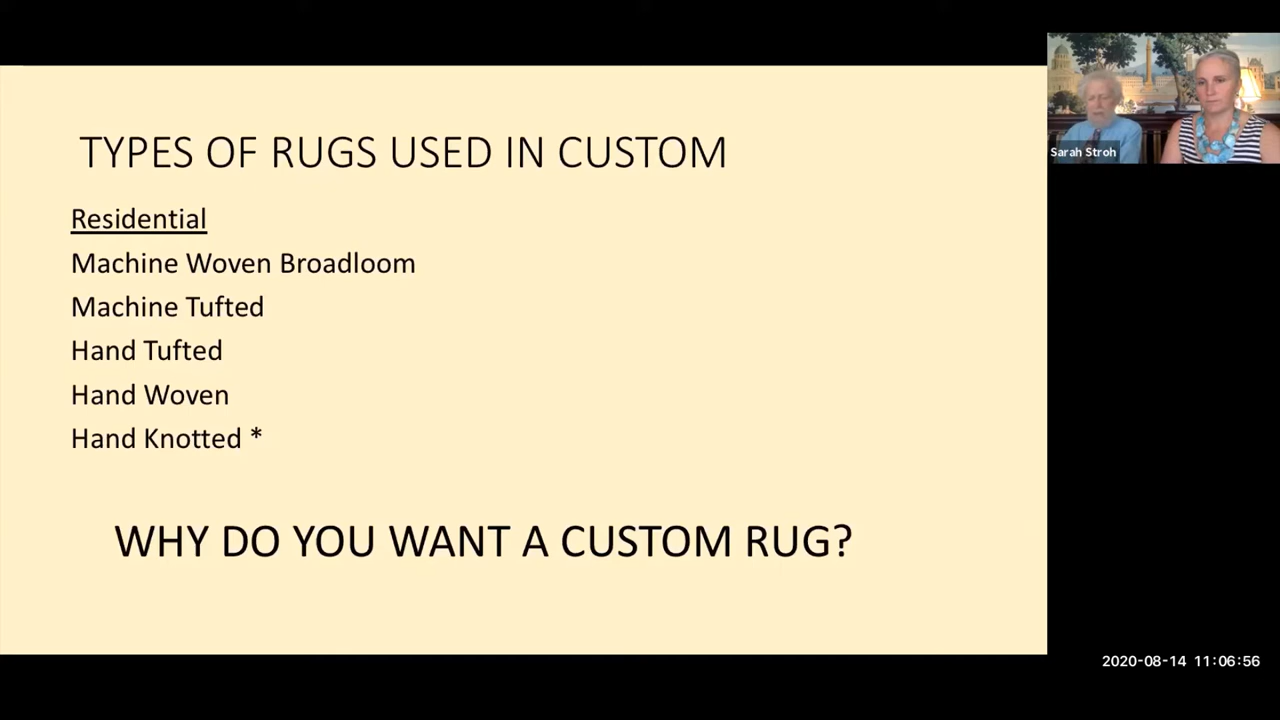 TYPES OF RUGS USED IN CUSTOM
Residential
Machine Woven Broadloom
Machine Tufted
Hand Tufted
Hand Woven
Hand Knotted *
WHY DO YOU WANT A CUSTOM RUG?
Sarah Stroh
2020-08-14 11:06:56